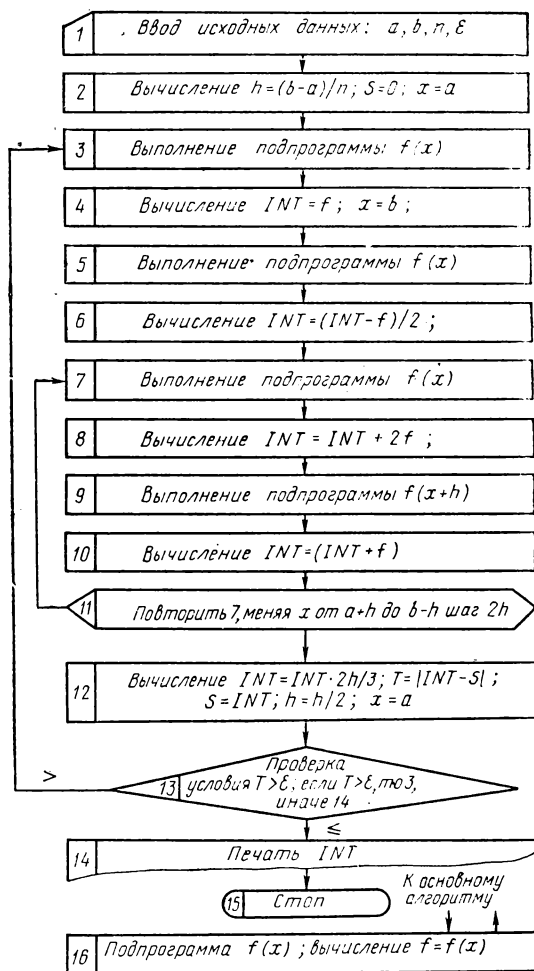 1 Ввод исходных данных: a, b, n, ε
2 Вычисление h=(b-a)/n; S=0; x=a
3 Выполнение подпрограммы f(x)
4 Вычисление INT=f; x=b;
5 Выполнение подпрограммы f(x)
6 Вычисление INT=(INT-f)/2;
7 Выполнение подпрограммы f(x)
8 Вычисление INT=INT+2f;
9 Выполнение подпрограммы f(x+h)
10 Вычисление INT=(INT+f)
11 Повторить 7, меняя x от a+h до b-h шаг 2h
12 Вычисление INT=INT·2h/3; T=|INT-S|;
S=INT; h=h/2; x=a
>
Проверка
13 условия T>ε; если T>ε, то 3,
иначе 14
≤
14 Печать INT
15 Стоп
К основному
алгоритму
16 Подпрограмма f(x); вычисление f=f(x)